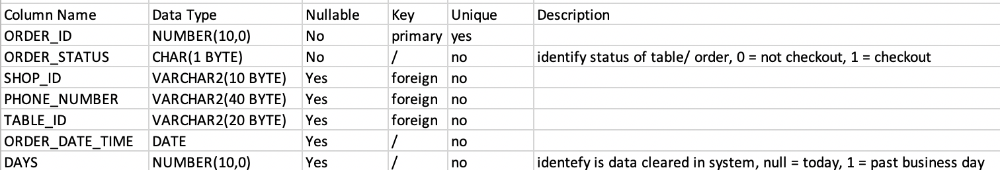 Column Name Data Type Nullable Key Unique Description
ORDER_ID NUMBER(10,0) No primary yes
ORDER_STATUS CHAR(1 BYTE) No / no identify status of table/ order, 0 = not checkout, 1 = checkout
SHOP_ID VARCHAR2(10 BYTE) Yes foreign no
PHONE_NUMBER VARCHAR2(40 BYTE) Yes foreign no
TABLE_ID VARCHAR2(20 BYTE) Yes foreign no
ORDER_DATE_TIME DATE Yes / no
DAYS NUMBER(10,0) Yes / no identefy is data cleared in system, null = today, 1 = past business day